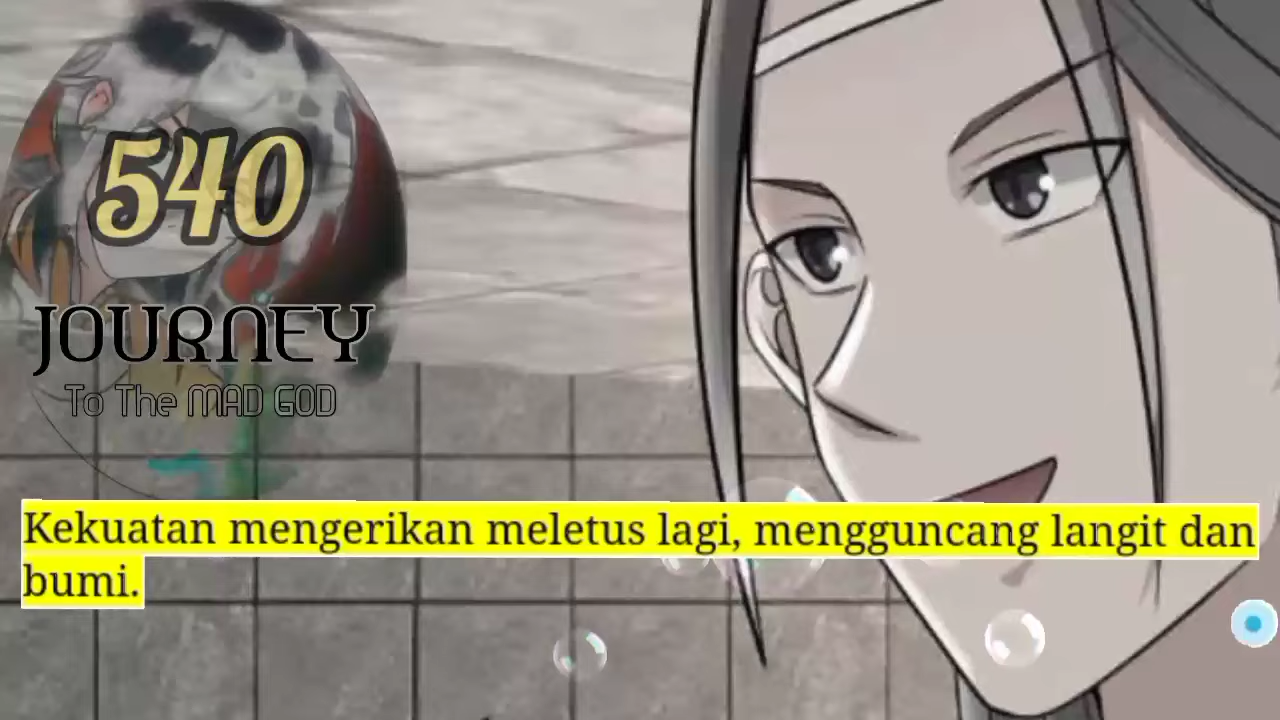 540
JOURNEY
To The MAD GOD
Kekuatan mengerikan meletus lagi, mengguncang langit dan
bumi.